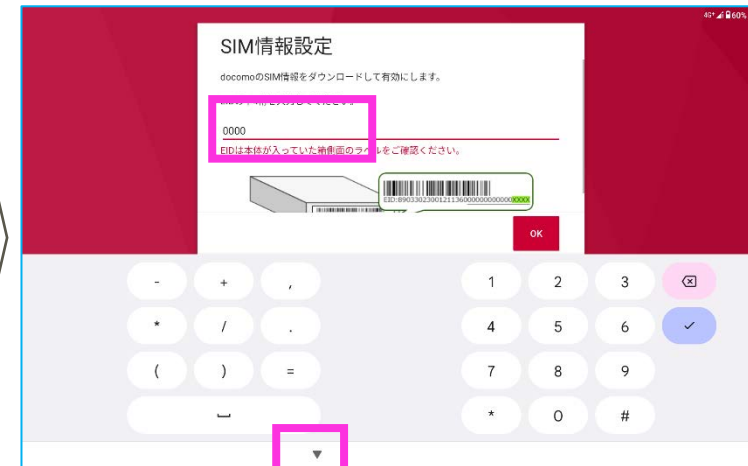 4G+ 60%
SIM情報設定
docomoのSIM情報をダウンロードして有効にします。
0000
EIDは本体が入っていた箱側面のラベルをご確認ください。
OK
- + , 1 2 3
* / . 4 5 6
( ) = 7 8 9
* 0 #